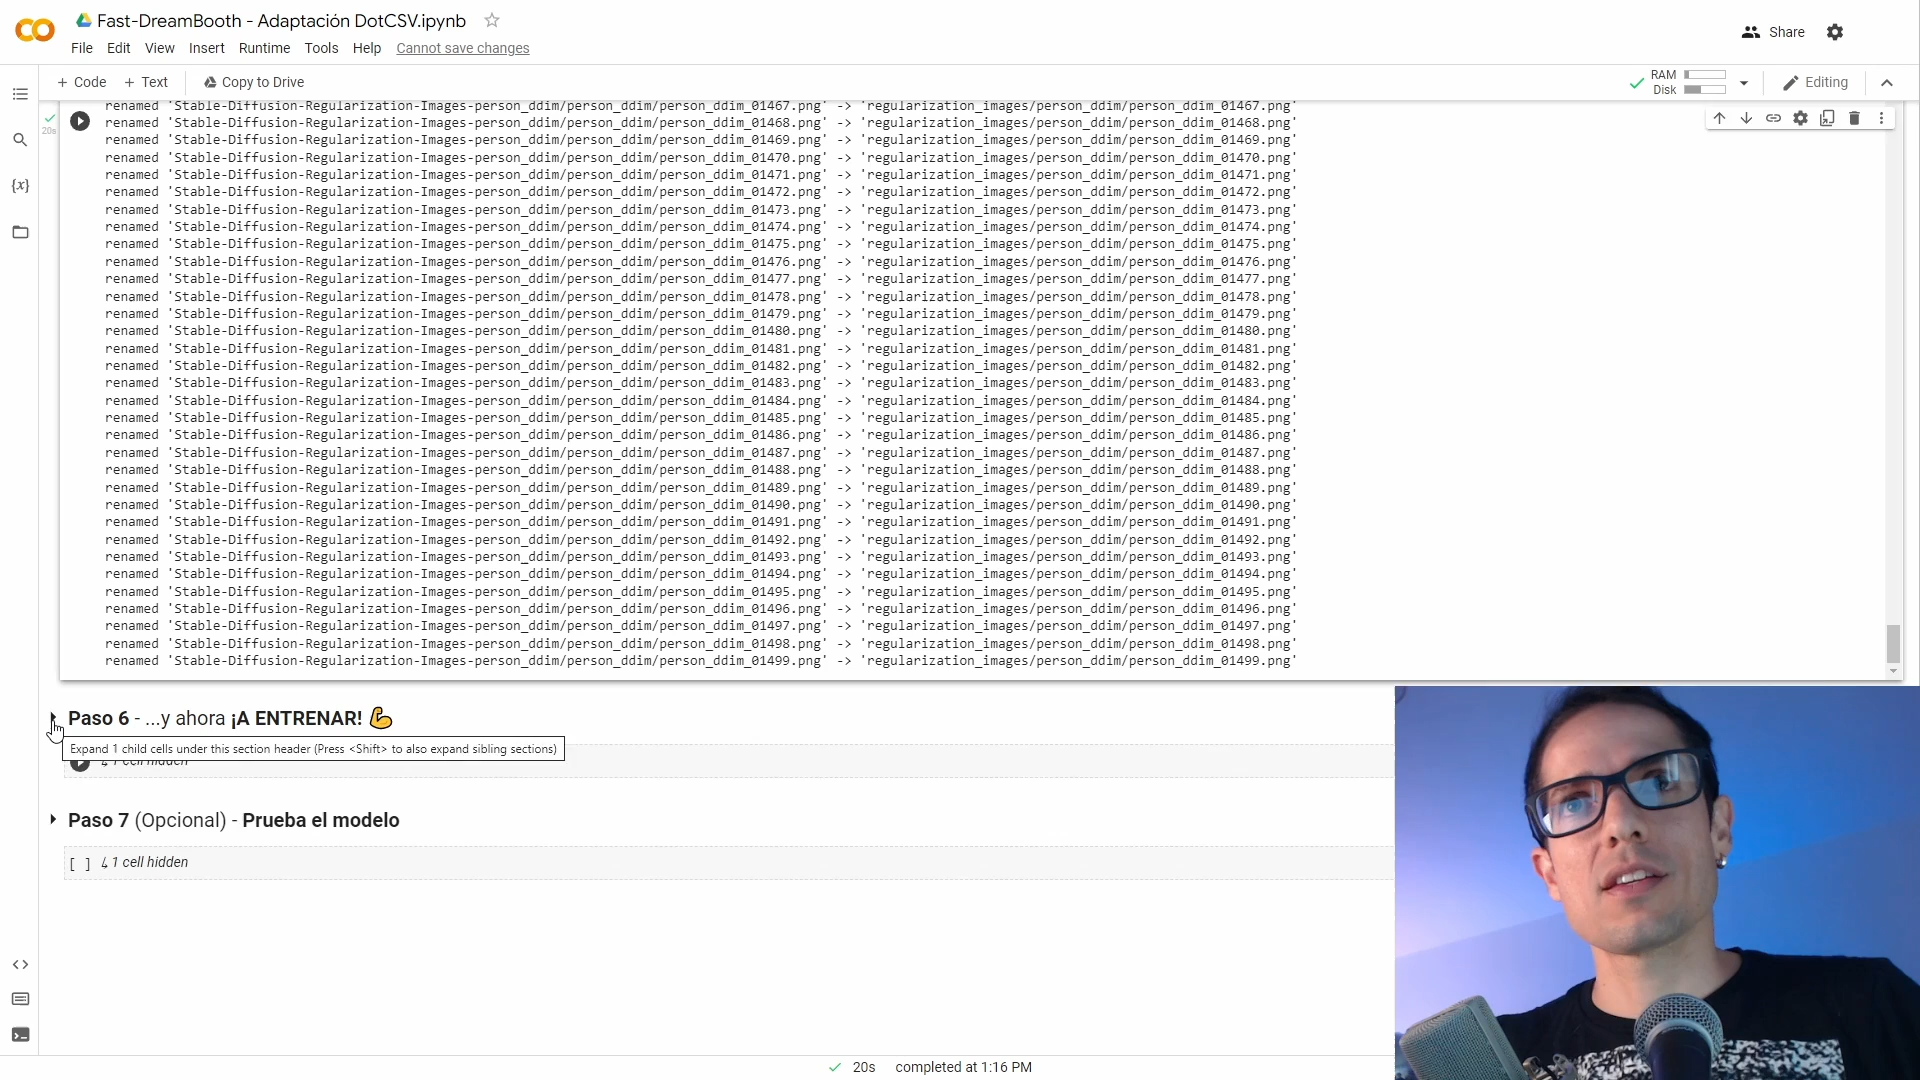 Fast-DreamBooth - Adaptación DotCSV.ipynb
File Edit View Insert Runtime Tools Help Cannot save changes
Share
+ Code + Text Copy to Drive
RAM
Disk
Editing
20s
renamed 'Stable-Diffusion-Regularization-Images-person_ddim/person_ddim/person_ddim_01467.png' -> 'regularization_images/person_ddim/person_ddim_01467.png'
renamed 'Stable-Diffusion-Regularization-Images-person_ddim/person_ddim/person_ddim_01468.png' -> 'regularization_images/person_ddim/person_ddim_01468.png'
renamed 'Stable-Diffusion-Regularization-Images-person_ddim/person_ddim/person_ddim_01469.png' -> 'regularization_images/person_ddim/person_ddim_01469.png'
renamed 'Stable-Diffusion-Regularization-Images-person_ddim/person_ddim/person_ddim_01470.png' -> 'regularization_images/person_ddim/person_ddim_01470.png'
renamed 'Stable-Diffusion-Regularization-Images-person_ddim/person_ddim/person_ddim_01471.png' -> 'regularization_images/person_ddim/person_ddim_01471.png'
renamed 'Stable-Diffusion-Regularization-Images-person_ddim/person_ddim/person_ddim_01472.png' -> 'regularization_images/person_ddim/person_ddim_01472.png'
renamed 'Stable-Diffusion-Regularization-Images-person_ddim/person_ddim/person_ddim_01473.png' -> 'regularization_images/person_ddim/person_ddim_01473.png'
renamed 'Stable-Diffusion-Regularization-Images-person_ddim/person_ddim/person_ddim_01474.png' -> 'regularization_images/person_ddim/person_ddim_01474.png'
renamed 'Stable-Diffusion-Regularization-Images-person_ddim/person_ddim/person_ddim_01475.png' -> 'regularization_images/person_ddim/person_ddim_01475.png'
renamed 'Stable-Diffusion-Regularization-Images-person_ddim/person_ddim/person_ddim_01476.png' -> 'regularization_images/person_ddim/person_ddim_01476.png'
renamed 'Stable-Diffusion-Regularization-Images-person_ddim/person_ddim/person_ddim_01477.png' -> 'regularization_images/person_ddim/person_ddim_01477.png'
renamed 'Stable-Diffusion-Regularization-Images-person_ddim/person_ddim/person_ddim_01478.png' -> 'regularization_images/person_ddim/person_ddim_01478.png'
renamed 'Stable-Diffusion-Regularization-Images-person_ddim/person_ddim/person_ddim_01479.png' -> 'regularization_images/person_ddim/person_ddim_01479.png'
renamed 'Stable-Diffusion-Regularization-Images-person_ddim/person_ddim/person_ddim_01480.png' -> 'regularization_images/person_ddim/person_ddim_01480.png'
renamed 'Stable-Diffusion-Regularization-Images-person_ddim/person_ddim/person_ddim_01481.png' -> 'regularization_images/person_ddim/person_ddim_01481.png'
renamed 'Stable-Diffusion-Regularization-Images-person_ddim/person_ddim/person_ddim_01482.png' -> 'regularization_images/person_ddim/person_ddim_01482.png'
renamed 'Stable-Diffusion-Regularization-Images-person_ddim/person_ddim/person_ddim_01483.png' -> 'regularization_images/person_ddim/person_ddim_01483.png'
renamed 'Stable-Diffusion-Regularization-Images-person_ddim/person_ddim/person_ddim_01484.png' -> 'regularization_images/person_ddim/person_ddim_01484.png'
renamed 'Stable-Diffusion-Regularization-Images-person_ddim/person_ddim/person_ddim_01485.png' -> 'regularization_images/person_ddim/person_ddim_01485.png'
renamed 'Stable-Diffusion-Regularization-Images-person_ddim/person_ddim/person_ddim_01486.png' -> 'regularization_images/person_ddim/person_ddim_01486.png'
renamed 'Stable-Diffusion-Regularization-Images-person_ddim/person_ddim/person_ddim_01487.png' -> 'regularization_images/person_ddim/person_ddim_01487.png'
renamed 'Stable-Diffusion-Regularization-Images-person_ddim/person_ddim/person_ddim_01488.png' -> 'regularization_images/person_ddim/person_ddim_01488.png'
renamed 'Stable-Diffusion-Regularization-Images-person_ddim/person_ddim/person_ddim_01489.png' -> 'regularization_images/person_ddim/person_ddim_01489.png'
renamed 'Stable-Diffusion-Regularization-Images-person_ddim/person_ddim/person_ddim_01490.png' -> 'regularization_images/person_ddim/person_ddim_01490.png'
renamed 'Stable-Diffusion-Regularization-Images-person_ddim/person_ddim/person_ddim_01491.png' -> 'regularization_images/person_ddim/person_ddim_01491.png'
renamed 'Stable-Diffusion-Regularization-Images-person_ddim/person_ddim/person_ddim_01492.png' -> 'regularization_images/person_ddim/person_ddim_01492.png'
renamed 'Stable-Diffusion-Regularization-Images-person_ddim/person_ddim/person_ddim_01493.png' -> 'regularization_images/person_ddim/person_ddim_01493.png'
renamed 'Stable-Diffusion-Regularization-Images-person_ddim/person_ddim/person_ddim_01494.png' -> 'regularization_images/person_ddim/person_ddim_01494.png'
renamed 'Stable-Diffusion-Regularization-Images-person_ddim/person_ddim/person_ddim_01495.png' -> 'regularization_images/person_ddim/person_ddim_01495.png'
renamed 'Stable-Diffusion-Regularization-Images-person_ddim/person_ddim/person_ddim_01496.png' -> 'regularization_images/person_ddim/person_ddim_01496.png'
renamed 'Stable-Diffusion-Regularization-Images-person_ddim/person_ddim/person_ddim_01497.png' -> 'regularization_images/person_ddim/person_ddim_01497.png'
renamed 'Stable-Diffusion-Regularization-Images-person_ddim/person_ddim/person_ddim_01498.png' -> 'regularization_images/person_ddim/person_ddim_01498.png'
renamed 'Stable-Diffusion-Regularization-Images-person_ddim/person_ddim/person_ddim_01499.png' -> 'regularization_images/person_ddim/person_ddim_01499.png'
Paso 6 - ...y ahora ¡A ENTRENAR! 💪
Expand 1 child cells under this section header (Press <Shift> to also expand sibling sections)
↳ 1 cell hidden
Paso 7 (Opcional) - Prueba el modelo
[ ] ↳ 1 cell hidden
20s completed at 1:16 PM